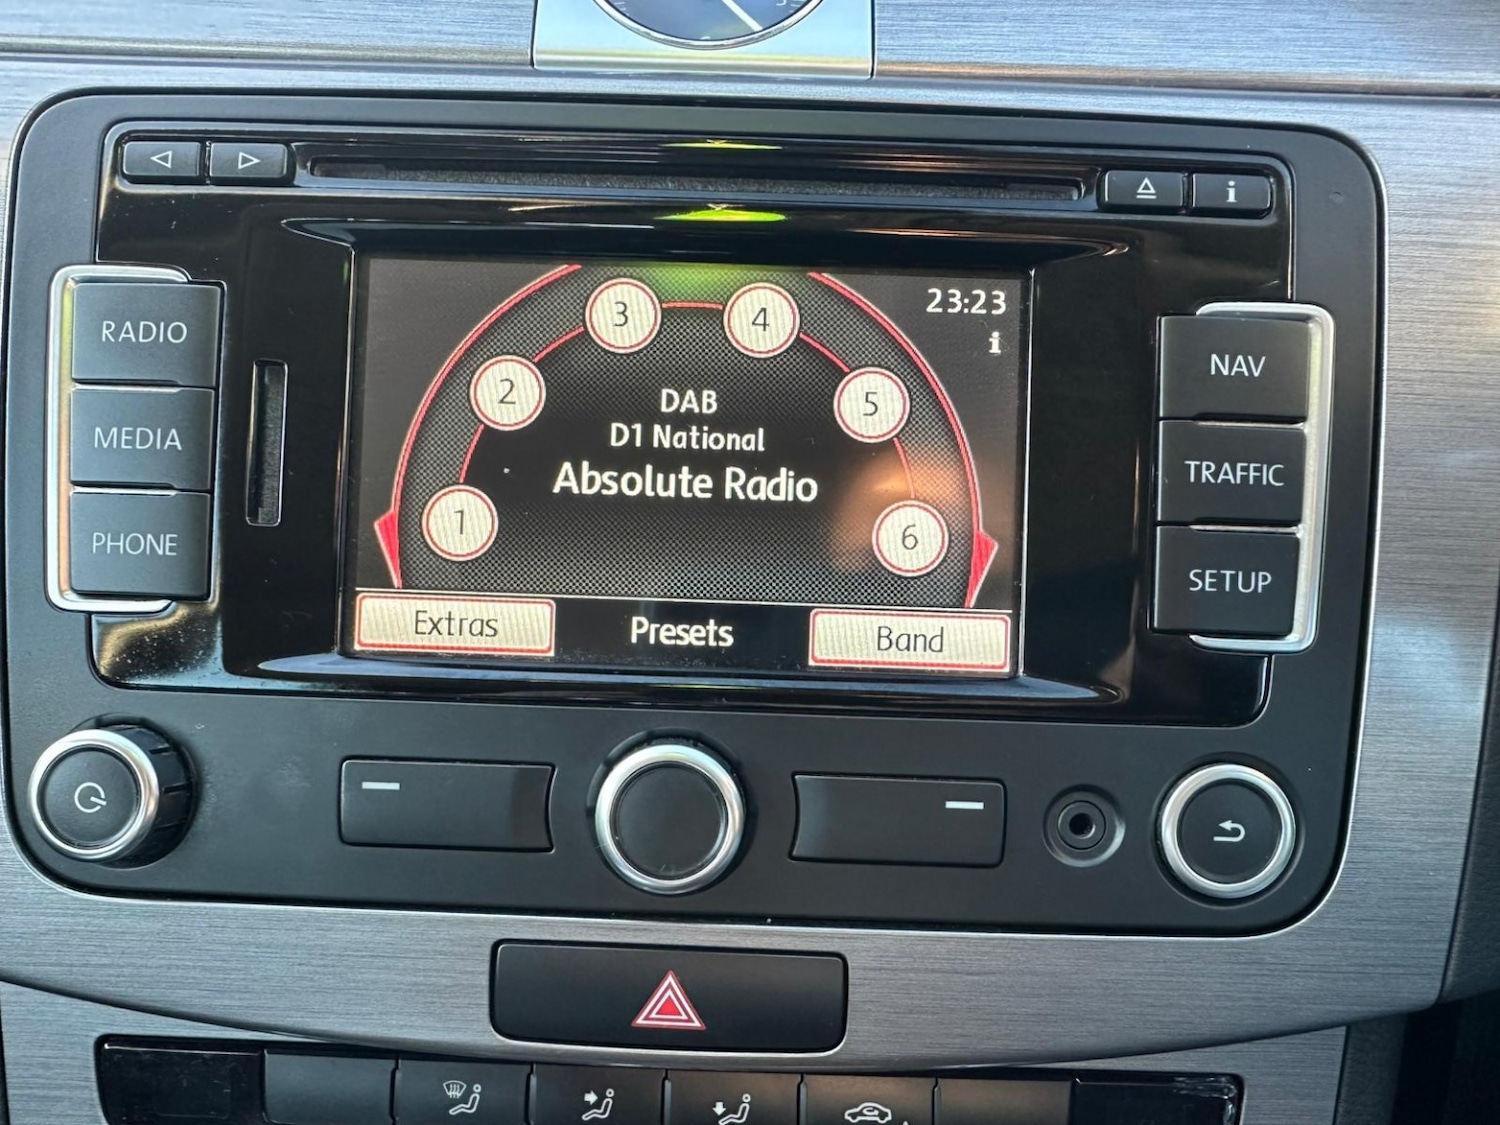 i
RADIO
MEDIA
PHONE
3
4
23:23
i
2
5
DAB
D1 National
Absolute Radio
1
6
Extras
Presets
Band
NAV
TRAFFIC
SETUP